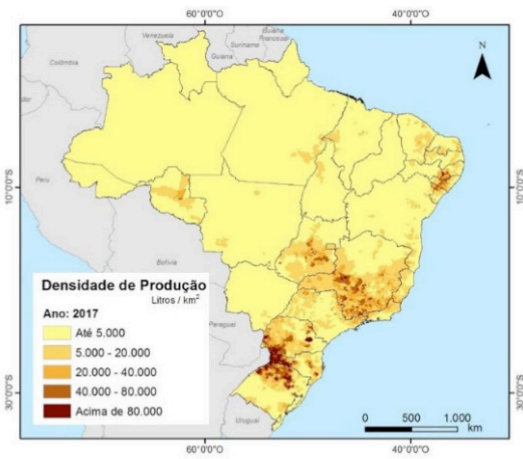 60°0'0"O 40°0'0"O
Venezuela
Guiana
Suriname
Guiana
Francesa
Colômbia
N
Peru
10°0'0"S
10°0'0"S
Bolívia
Paraguai
Densidade de Produção
Litros / km²
Ano: 2017
Até 5.000
5.000 - 20.000
20.000 - 40.000
40.000 - 80.000
Acima de 80.000
30°0'0"S
30°0'0"S
Uruguai
0 500 1.000
km
60°0'0"O 40°0'0"O